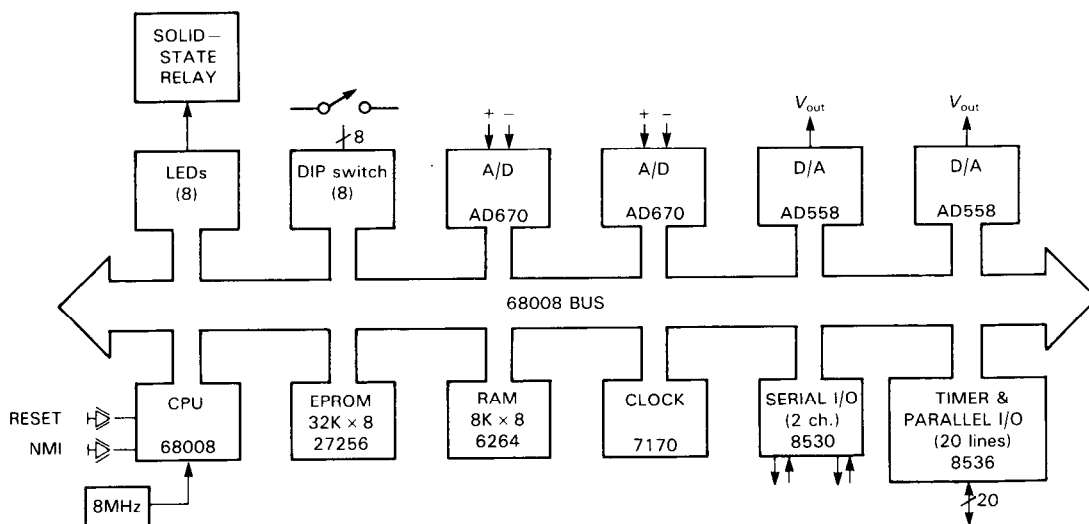 SOLID–
STATE
RELAY
LEDs
(8)
8
DIP switch
(8)
+ −
A/D
AD670
+ −
A/D
AD670
Vout
D/A
AD558
Vout
D/A
AD558
68008 BUS
RESET
NMI
CPU
68008
8MHz
EPROM
32K × 8
27256
RAM
8K × 8
6264
CLOCK
7170
SERIAL I/O
(2 ch.)
8530
TIMER &
PARALLEL I/O
(20 lines)
8536
20